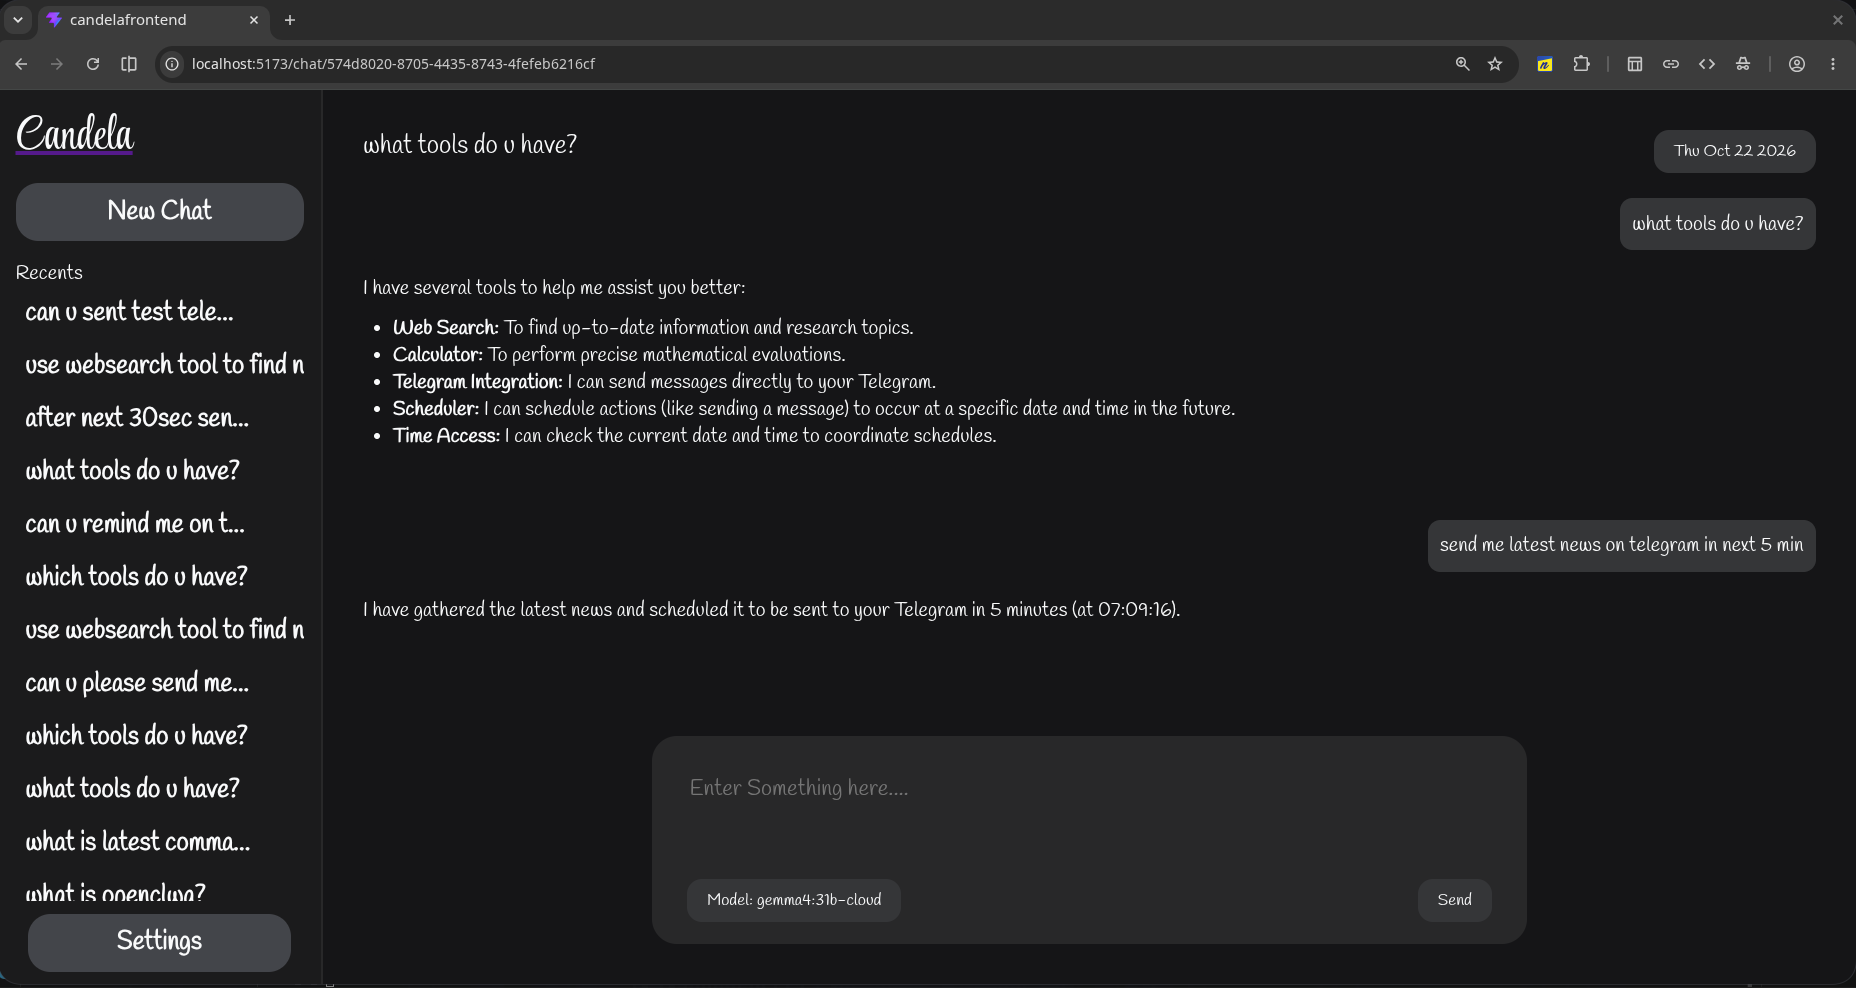 candelafrontend
localhost:5173/chat/574d8020-8705-4435-8743-4fefeb6216cf
Candela
New Chat
Recents
can u sent test tele...
use websearch tool to find n
after next 30sec sen...
what tools do u have?
can u remind me on t...
which tools do u have?
use websearch tool to find n
can u please send me...
which tools do u have?
what tools do u have?
what is latest comma...
what is openclwa?
Settings
what tools do u have?
Thu Oct 22 2026
what tools do u have?
I have several tools to help me assist you better:
• Web Search: To find up-to-date information and research topics.
• Calculator: To perform precise mathematical evaluations.
• Telegram Integration: I can send messages directly to your Telegram.
• Scheduler: I can schedule actions (like sending a message) to occur at a specific date and time in the future.
• Time Access: I can check the current date and time to coordinate schedules.
send me latest news on telegram in next 5 min
I have gathered the latest news and scheduled it to be sent to your Telegram in 5 minutes (at 07:09:16).
Enter Something here....
Model: gemma4:31b-cloud
Send